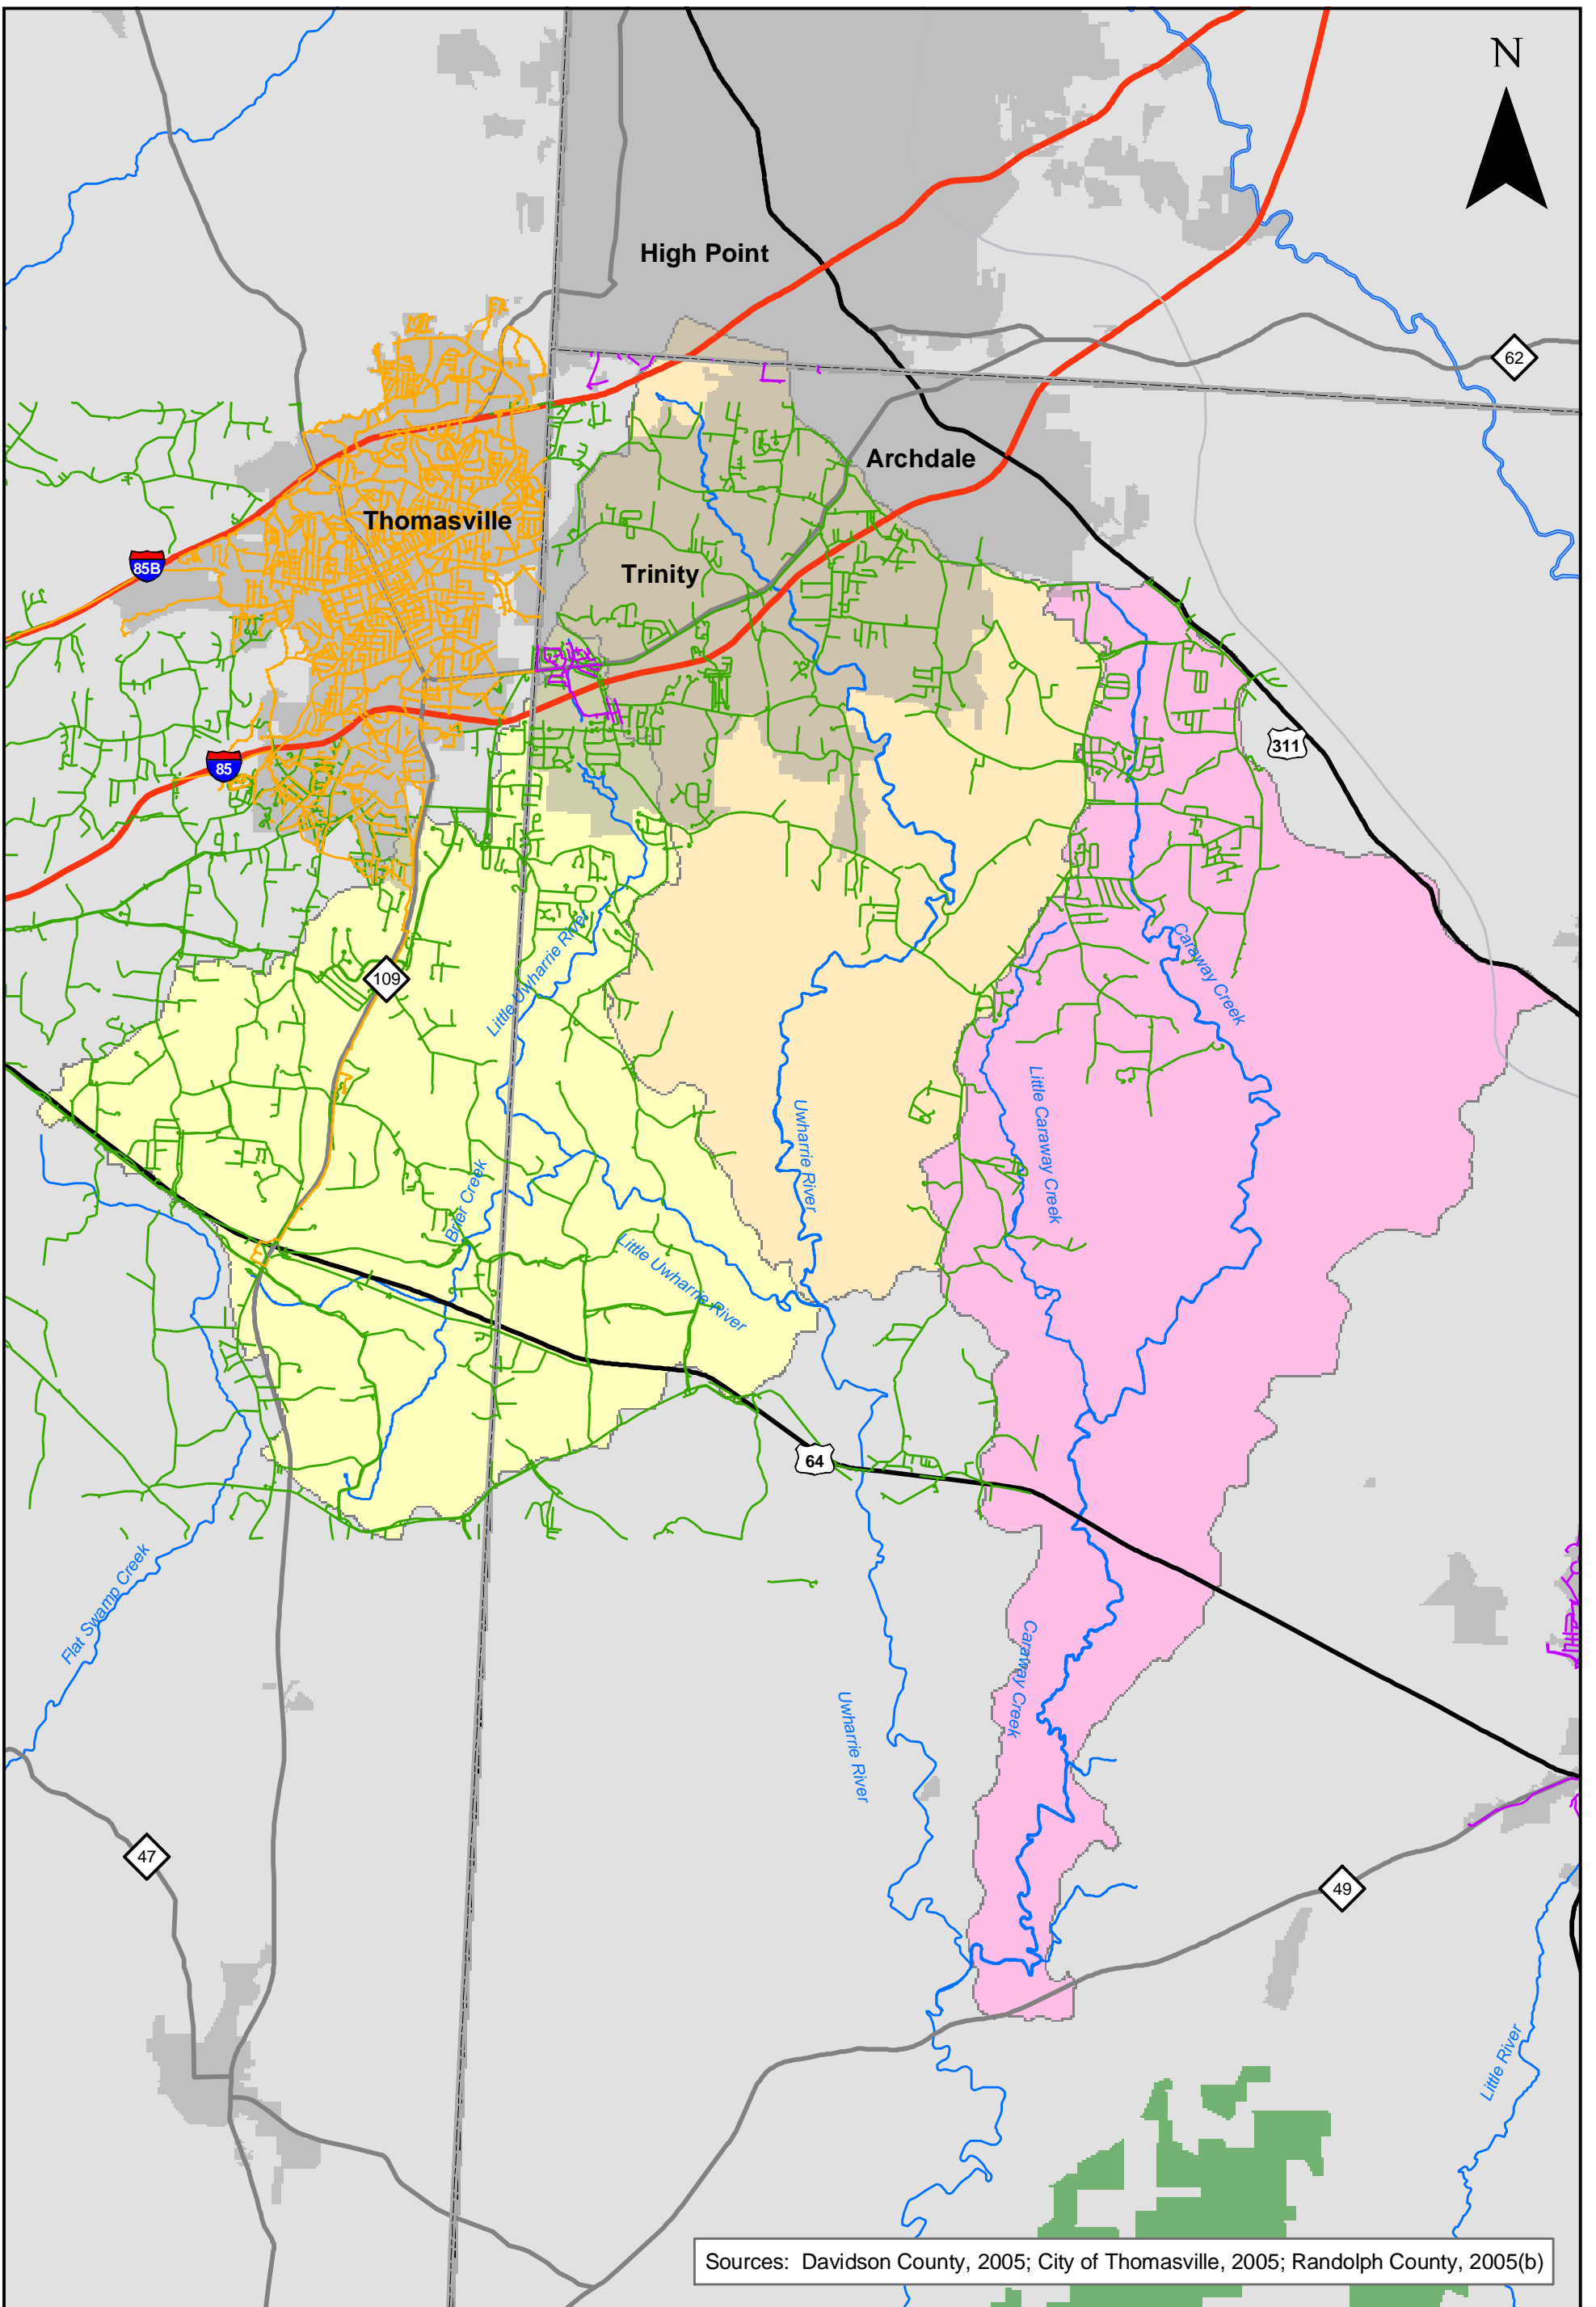 N
High Point
62
Archdale
Thomasville
85B
Trinity
311
85
109
Little Uwharrie River
Caraway Creek
Little Caraway Creek
Uwharrie River
Brier Creek
Little Uwharrie River
64
Flat Swamp Creek
Caraway Creek
Uwharrie River
47
49
Little River
Sources: Davidson County, 2005; City of Thomasville, 2005; Randolph County, 2005(b)